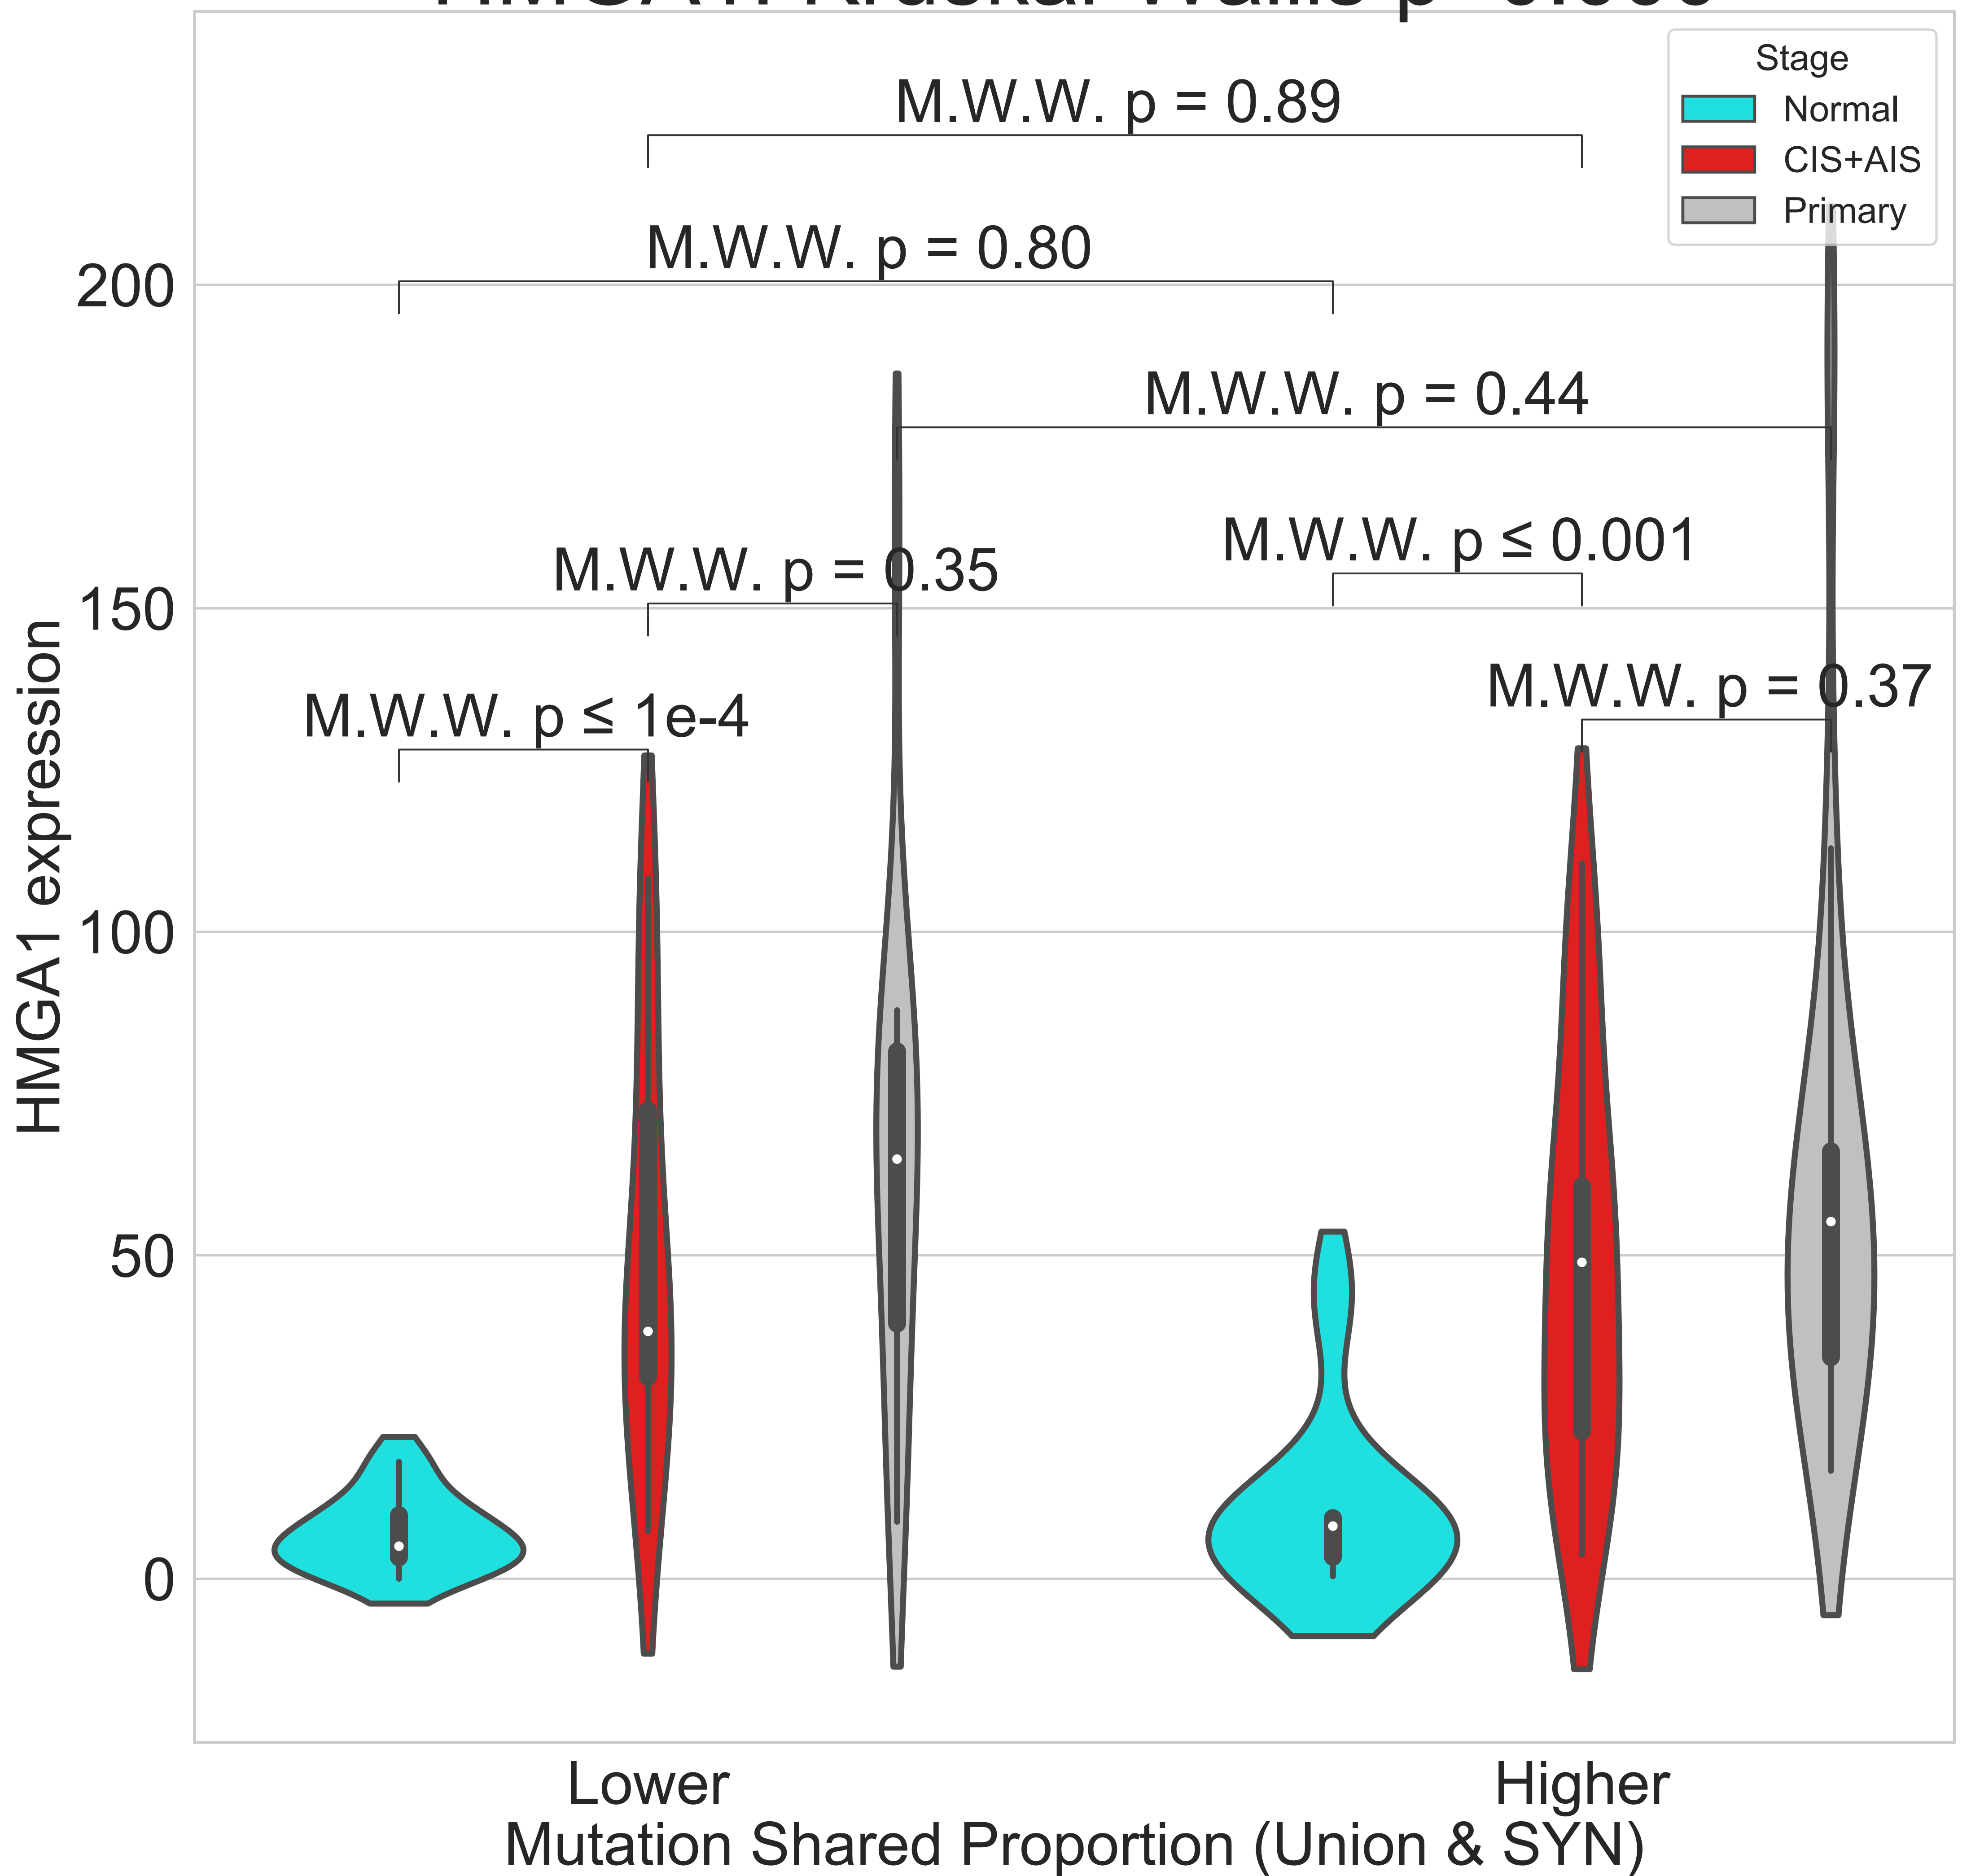 Stage
Normal
CIS+AIS
Primary
M.W.W. p = 0.89
M.W.W. p = 0.80
M.W.W. p = 0.44
M.W.W. p ≤ 0.001
M.W.W. p = 0.35
M.W.W. p = 0.37
M.W.W. p ≤ 1e-4
200
150
100
50
0
HMGA1 expression
Lower
Higher
Mutation Shared Proportion (Union & SYN)